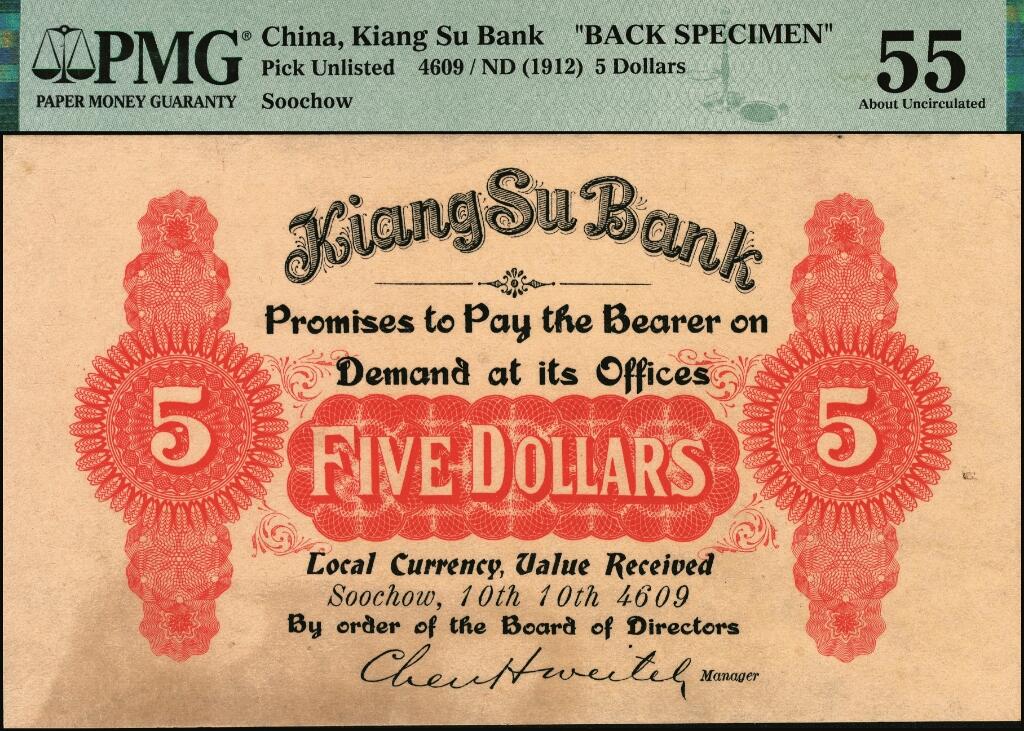 PMG® China, Kiang Su Bank "BACK SPECIMEN" 55
Pick Unlisted 4609 / ND (1912) 5 Dollars
PAPER MONEY GUARANTY Soochow About Uncirculated
Kiang Su Bank
Promises to Pay the Bearer on
Demand at its Offices
5 FIVE DOLLARS 5
Local Currency, Value Received
Soochow, 10th 10th 4609
By order of the Board of Directors
Manager